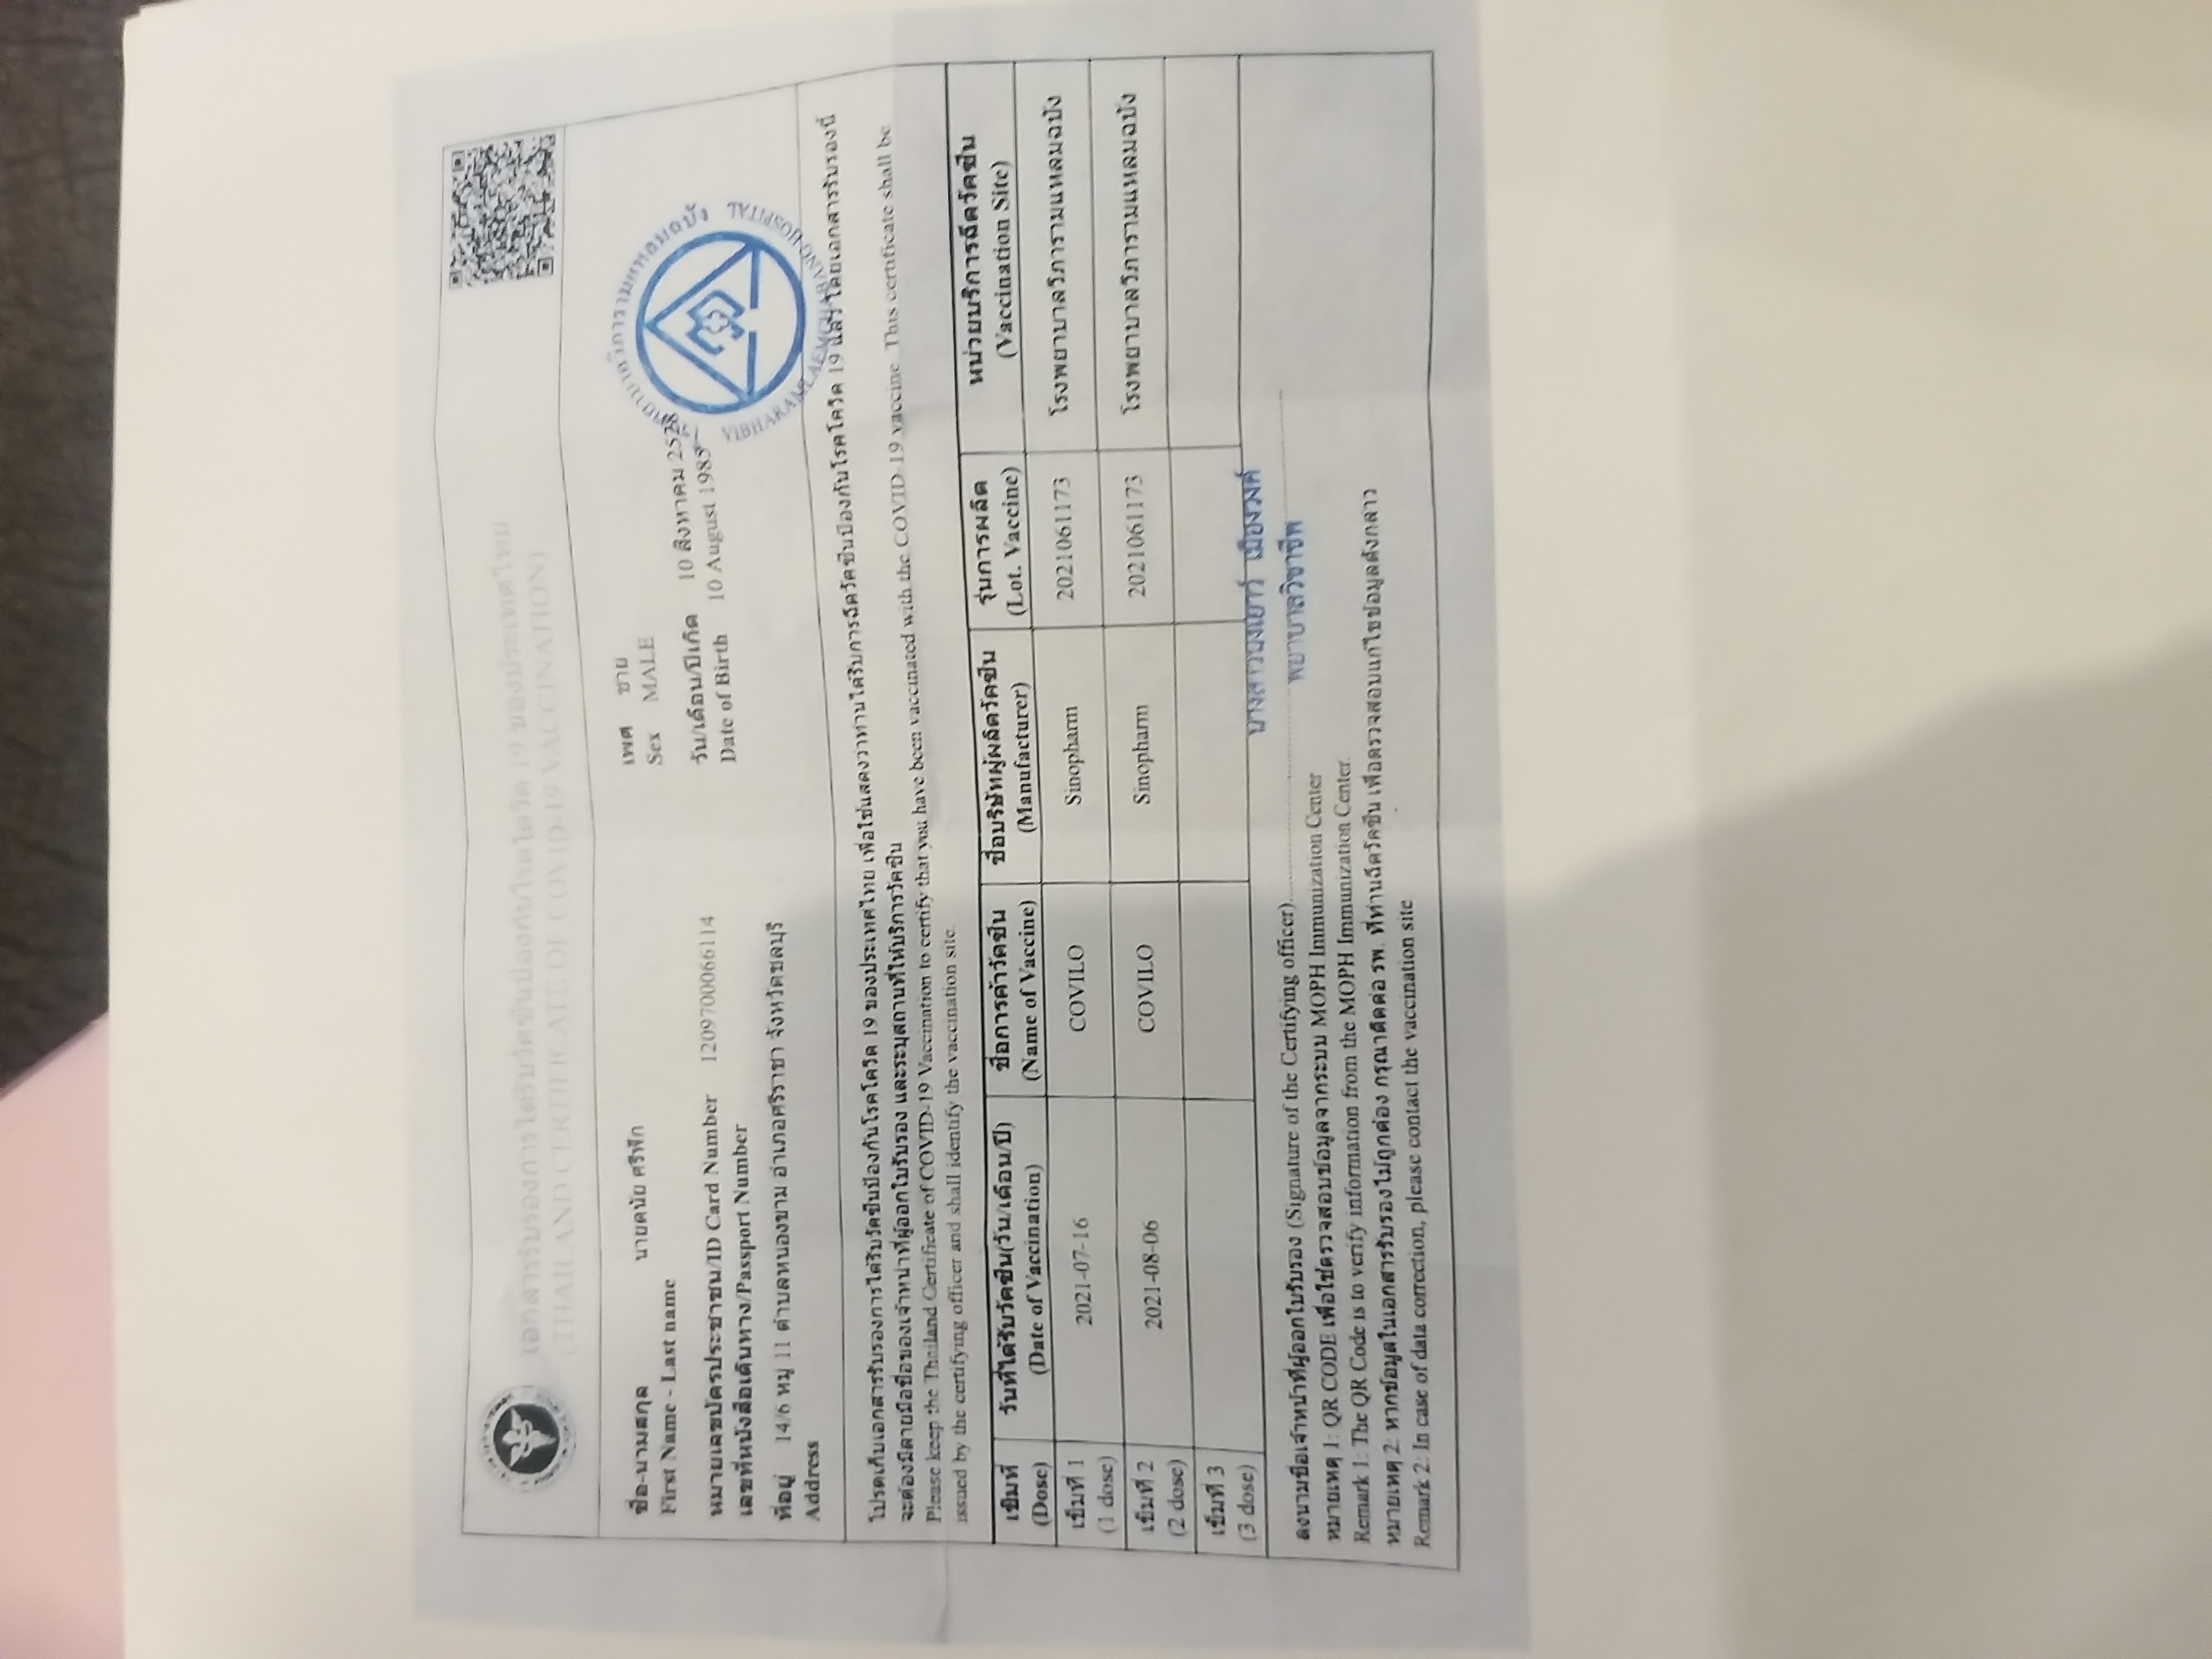 เอกสารรับรองการได้รับวัคซีนป้องกันโรคโควิด 19 ของประเทศไทย
(THAILAND CERTIFICATE OF COVID-19 VACCINATION)
ชื่อ-นามสกุล นายดนัย ศรีฟัก
First Name - Last name
เพศ ชาย
Sex MALE
หมายเลขบัตรประชาชน/ID Card Number 1209700066114
เลขที่หนังสือเดินทาง/Passport Number
วัน/เดือน/ปีเกิด 10 สิงหาคม 2528
Date of Birth 10 August 1985
ที่อยู่ 14/6 หมู่ 11 ตำบลหนองขาม อำเภอศรีราชา จังหวัดชลบุรี
Address
โรงพยาบาลวิภารามแหลมฉบัง
VIBHARAM LAEMCHABANG HOSPITAL
โปรดเก็บเอกสารรับรองการได้รับวัคซีนป้องกันโรคโควิด 19 ของประเทศไทย เพื่อใช้แสดงว่าท่านได้รับการฉีดวัคซีนป้องกันโรคโควิด 19 แล้ว โดยเอกสารรับรองนี้
จะต้องมีลายมือชื่อของเจ้าหน้าที่ผู้ออกใบรับรอง และระบุสถานที่ให้บริการวัคซีน
Please keep the Thailand Certificate of COVID-19 Vaccination to certify that you have been vaccinated with the COVID-19 vaccine. This certificate shall be
issued by the certifying officer and shall identify the vaccination site.
เข็มที่ วันที่ได้รับวัคซีน(วัน/เดือน/ปี) ชื่อการค้าวัคซีน ชื่อบริษัทผู้ผลิตวัคซีน รุ่นการผลิต หน่วยบริการฉีดวัคซีน
(Dose) (Date of Vaccination) (Name of Vaccine) (Manufacturer) (Lot. Vaccine) (Vaccination Site)
เข็มที่ 1 2021-07-16 COVILO Sinopharm 2021061173 โรงพยาบาลวิภารามแหลมฉบัง
(1 dose)
เข็มที่ 2 2021-08-06 COVILO Sinopharm 2021061173 โรงพยาบาลวิภารามแหลมฉบัง
(2 dose)
เข็มที่ 3
(3 dose)
นางสาวนงเยาว์ เมืองวงค์
ลงนามชื่อเจ้าหน้าที่ผู้ออกใบรับรอง (Signature of the Certifying officer)
พยาบาลวิชาชีพ
หมายเหตุ 1: QR CODE เพื่อใช้ตรวจสอบข้อมูลจากระบบ MOPH Immunization Center
Remark 1: The QR Code is to verify information from the MOPH Immunization Center.
หมายเหตุ 2: หากข้อมูลในเอกสารรับรองไม่ถูกต้อง กรุณาติดต่อ รพ. ที่ท่านฉีดวัคซีน เพื่อตรวจสอบแก้ไขข้อมูลดังกล่าว
Remark 2: In case of data correction, please contact the vaccination site